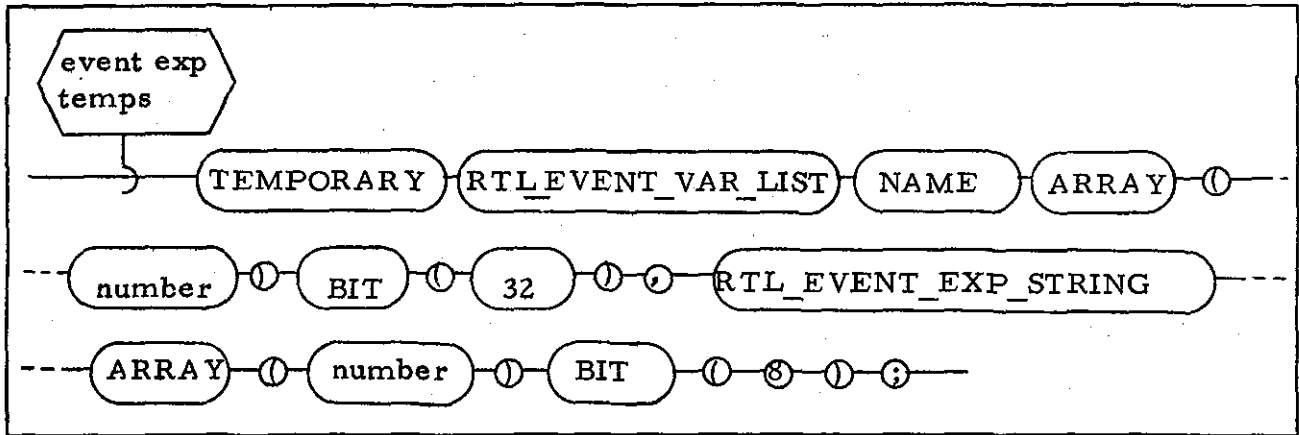 event exp
temps
TEMPORARY RTL_EVENT_VAR_LIST NAME ARRAY (
number ) BIT ( 32 ) , RTL_EVENT_EXP_STRING
ARRAY ( number ) BIT ( 8 ) ;